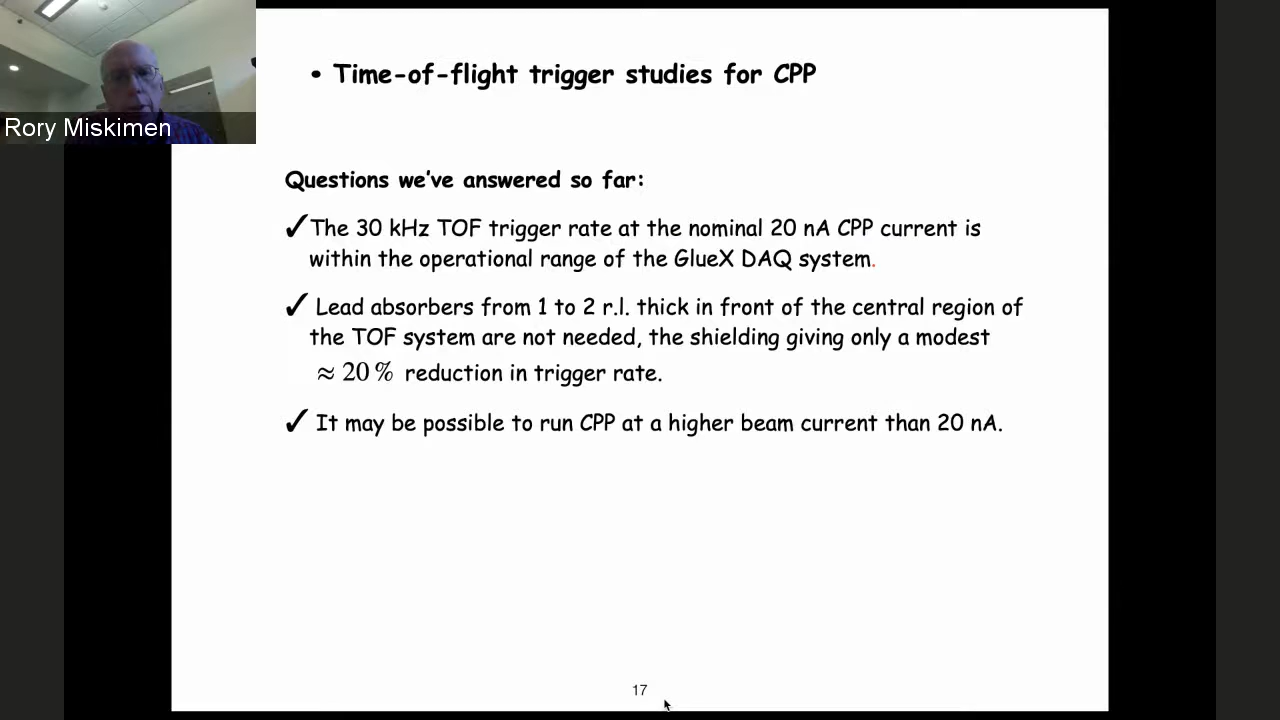 Rory Miskimen
• Time-of-flight trigger studies for CPP
Questions we've answered so far:
✓The 30 kHz TOF trigger rate at the nominal 20 nA CPP current is
within the operational range of the GlueX DAQ system.
✓ Lead absorbers from 1 to 2 r.l. thick in front of the central region of
the TOF system are not needed, the shielding giving only a modest
≈ 20 % reduction in trigger rate.
✓ It may be possible to run CPP at a higher beam current than 20 nA.
17